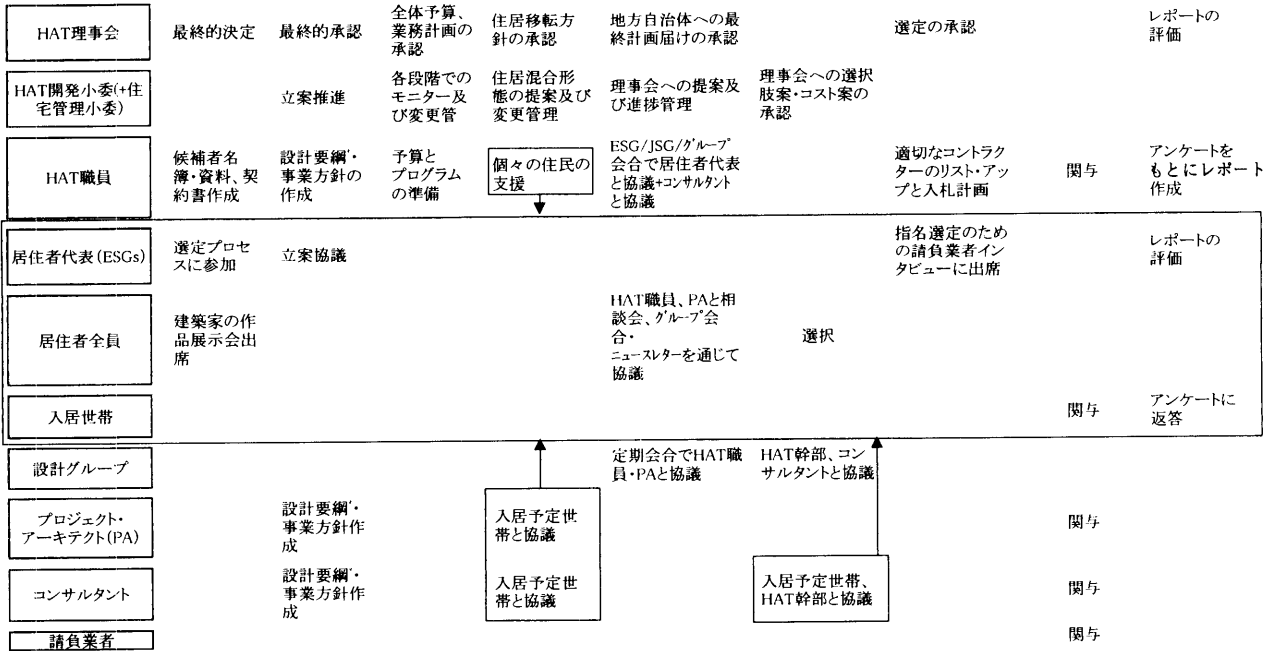 HAT理事会
最終的決定
最終的承認
全体予算、
業務計画の
承認
住居移転方
針の承認
地方自治体への最
終計画届けの承認
選定の承認
レポートの
評価
HAT開発小委(+住
宅管理小委)
立案推進
各段階での
モニター及
び変更管
住居混合形
態の提案及び
変更管理
理事会への提案及
び進捗管理
理事会への選択
肢案・コスト案の
承認
HAT職員
候補者名
簿・資料、契
約書作成
設計要綱・
事業方針の
作成
予算と
プログラム
の準備
個々の住民の
支援
ESG/JSG/グループ
会合で居住者代表
と協議+コンサルタント
と協議
適切なコントラク
ターのリスト・アッ
プと入札計画
関与
アンケートを
もとにレポート
作成
居住者代表(ESGs)
選定プロセ
スに参加
立案協議
指名選定のため
の請負業者イン
タビューに出席
レポートの
評価
居住者全員
建築家の作
品展示会出
席
HAT職員、PAと相
談会、グループ会
合・
ニュースレターを通じて
協議
選択
入居世帯
関与
アンケートに
返答
設計グループ
定期会合でHAT職
員・PAと協議
HAT幹部、コン
サルタントと協議
プロジェクト・
アーキテクト(PA)
設計要綱・
事業方針作
成
入居予定世
帯と協議
関与
コンサルタント
設計要綱・
事業方針作
成
入居予定世
帯と協議
入居予定世帯、
HAT幹部と協議
関与
請負業者
関与